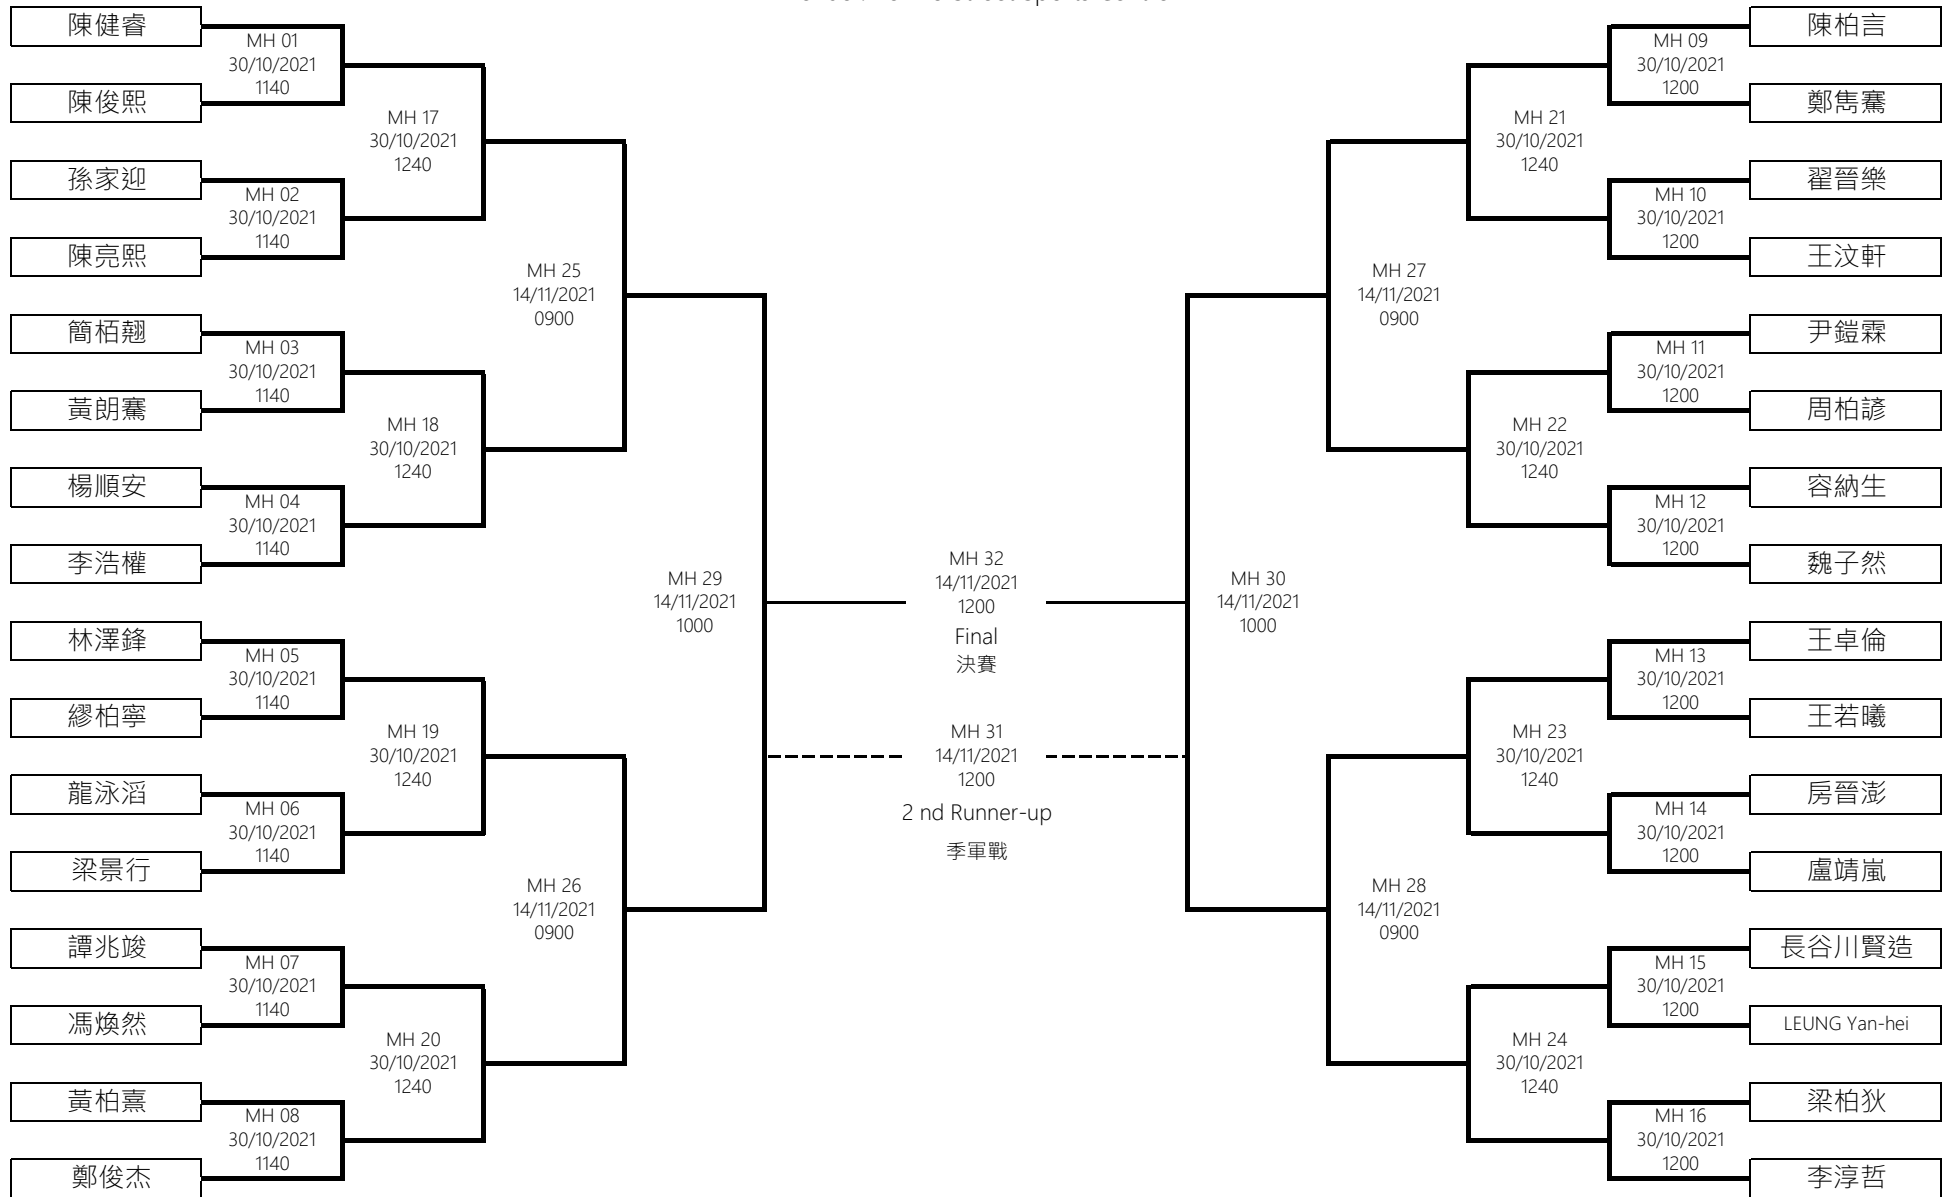 陳健睿
MH 01
30/10/2021
1140
陳俊熙
MH 17
30/10/2021
1240
孫家迎
MH 02
30/10/2021
1140
陳亮熙
MH 25
14/11/2021
0900
簡栢翹
MH 03
30/10/2021
1140
黃朗騫
MH 18
30/10/2021
1240
楊順安
MH 04
30/10/2021
1140
李浩權
MH 29
14/11/2021
1000
林澤鋒
MH 05
30/10/2021
1140
繆柏寧
MH 19
30/10/2021
1240
龍泳滔
MH 06
30/10/2021
1140
梁景行
MH 26
14/11/2021
0900
譚兆竣
MH 07
30/10/2021
1140
馮煥然
MH 20
30/10/2021
1240
黃柏熹
MH 08
30/10/2021
1140
鄭俊杰
MH 32
14/11/2021
1200
Final
決賽
MH 31
14/11/2021
1200
2 nd Runner-up
季軍戰
陳柏言
MH 09
30/10/2021
1200
鄭雋騫
MH 21
30/10/2021
1240
翟晉樂
MH 10
30/10/2021
1200
王汶軒
MH 27
14/11/2021
0900
尹鎧霖
MH 11
30/10/2021
1200
周柏諺
MH 22
30/10/2021
1240
容納生
MH 12
30/10/2021
1200
魏子然
MH 30
14/11/2021
1000
王卓倫
MH 13
30/10/2021
1200
王若曦
MH 23
30/10/2021
1240
房晉澎
MH 14
30/10/2021
1200
盧靖嵐
MH 28
14/11/2021
0900
長谷川賢造
MH 15
30/10/2021
1200
LEUNG Yan-hei
MH 24
30/10/2021
1240
梁柏狄
MH 16
30/10/2021
1200
李淳哲